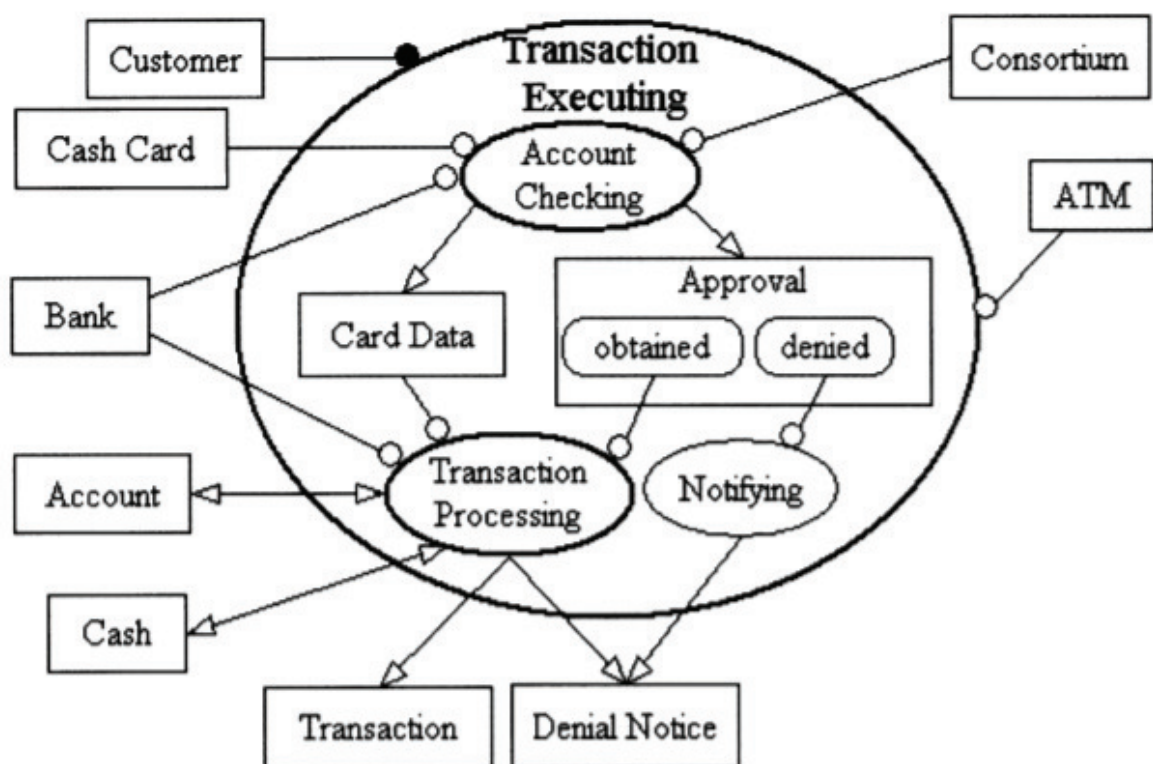 Customer
Transaction
Executing
Consortium
Cash Card
Account
Checking
ATM
Bank
Card Data
Approval
obtained
denied
Account
Transaction
Processing
Notifying
Cash
Transaction
Denial Notice